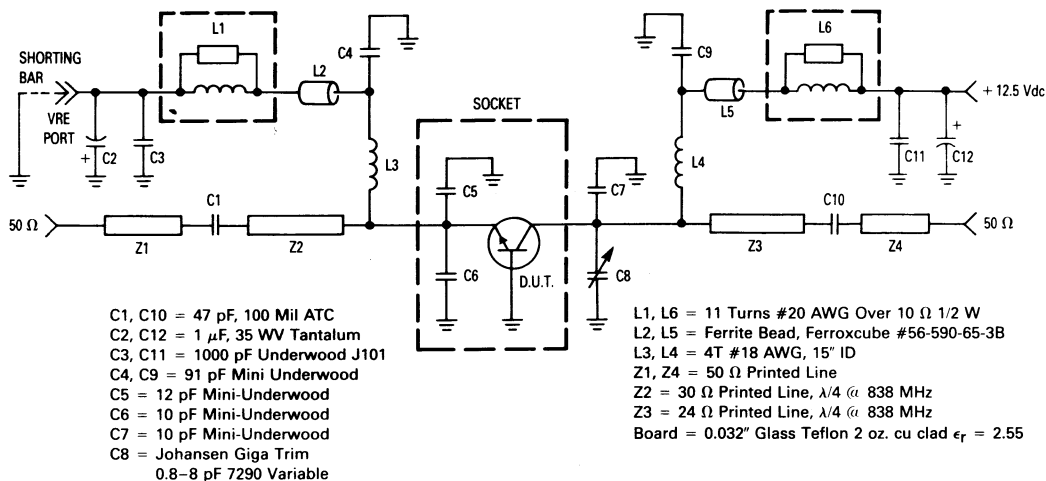 L1
L6
SHORTING
BAR
C4
C9
L2
SOCKET
L5
+ 12.5 Vdc
VRE
PORT
+
C2
C3
L3
L4
C11
+
C12
C5
C7
C1
C10
50 Ω
50 Ω
Z1
Z2
C6
D.U.T.
C8
Z3
Z4
C1, C10 = 47 pF, 100 Mil ATC
C2, C12 = 1 μF, 35 WV Tantalum
C3, C11 = 1000 pF Underwood J101
C4, C9 = 91 pF Mini Underwood
C5 = 12 pF Mini-Underwood
C6 = 10 pF Mini-Underwood
C7 = 10 pF Mini-Underwood
C8 = Johansen Giga Trim
0.8–8 pF 7290 Variable
L1, L6 = 11 Turns #20 AWG Over 10 Ω 1/2 W
L2, L5 = Ferrite Bead, Ferroxcube #56-590-65-3B
L3, L4 = 4T #18 AWG, 15″ ID
Z1, Z4 = 50 Ω Printed Line
Z2 = 30 Ω Printed Line, λ/4 @ 838 MHz
Z3 = 24 Ω Printed Line, λ/4 @ 838 MHz
Board = 0.032″ Glass Teflon 2 oz. cu clad εr = 2.55